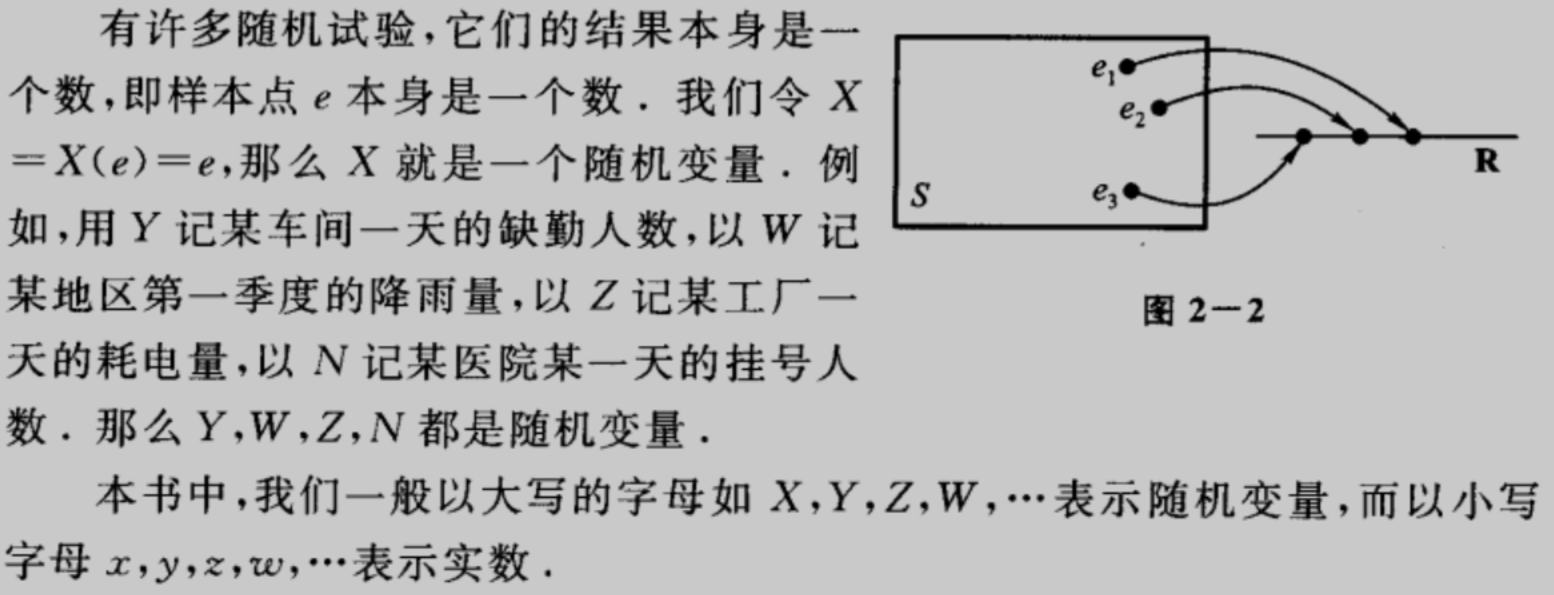 有许多随机试验,它们的结果本身是一
个数,即样本点 e 本身是一个数.我们令 X
=X(e)=e,那么 X 就是一个随机变量.例
如,用 Y 记某车间一天的缺勤人数,以 W 记
某地区第一季度的降雨量,以 Z 记某工厂一
天的耗电量,以 N 记某医院某一天的挂号人
数.那么 Y,W,Z,N 都是随机变量.
e₁
e₂
e₃
S
R
图 2-2
本书中,我们一般以大写的字母如 X,Y,Z,W,…表示随机变量,而以小写
字母 x,y,z,w,…表示实数.